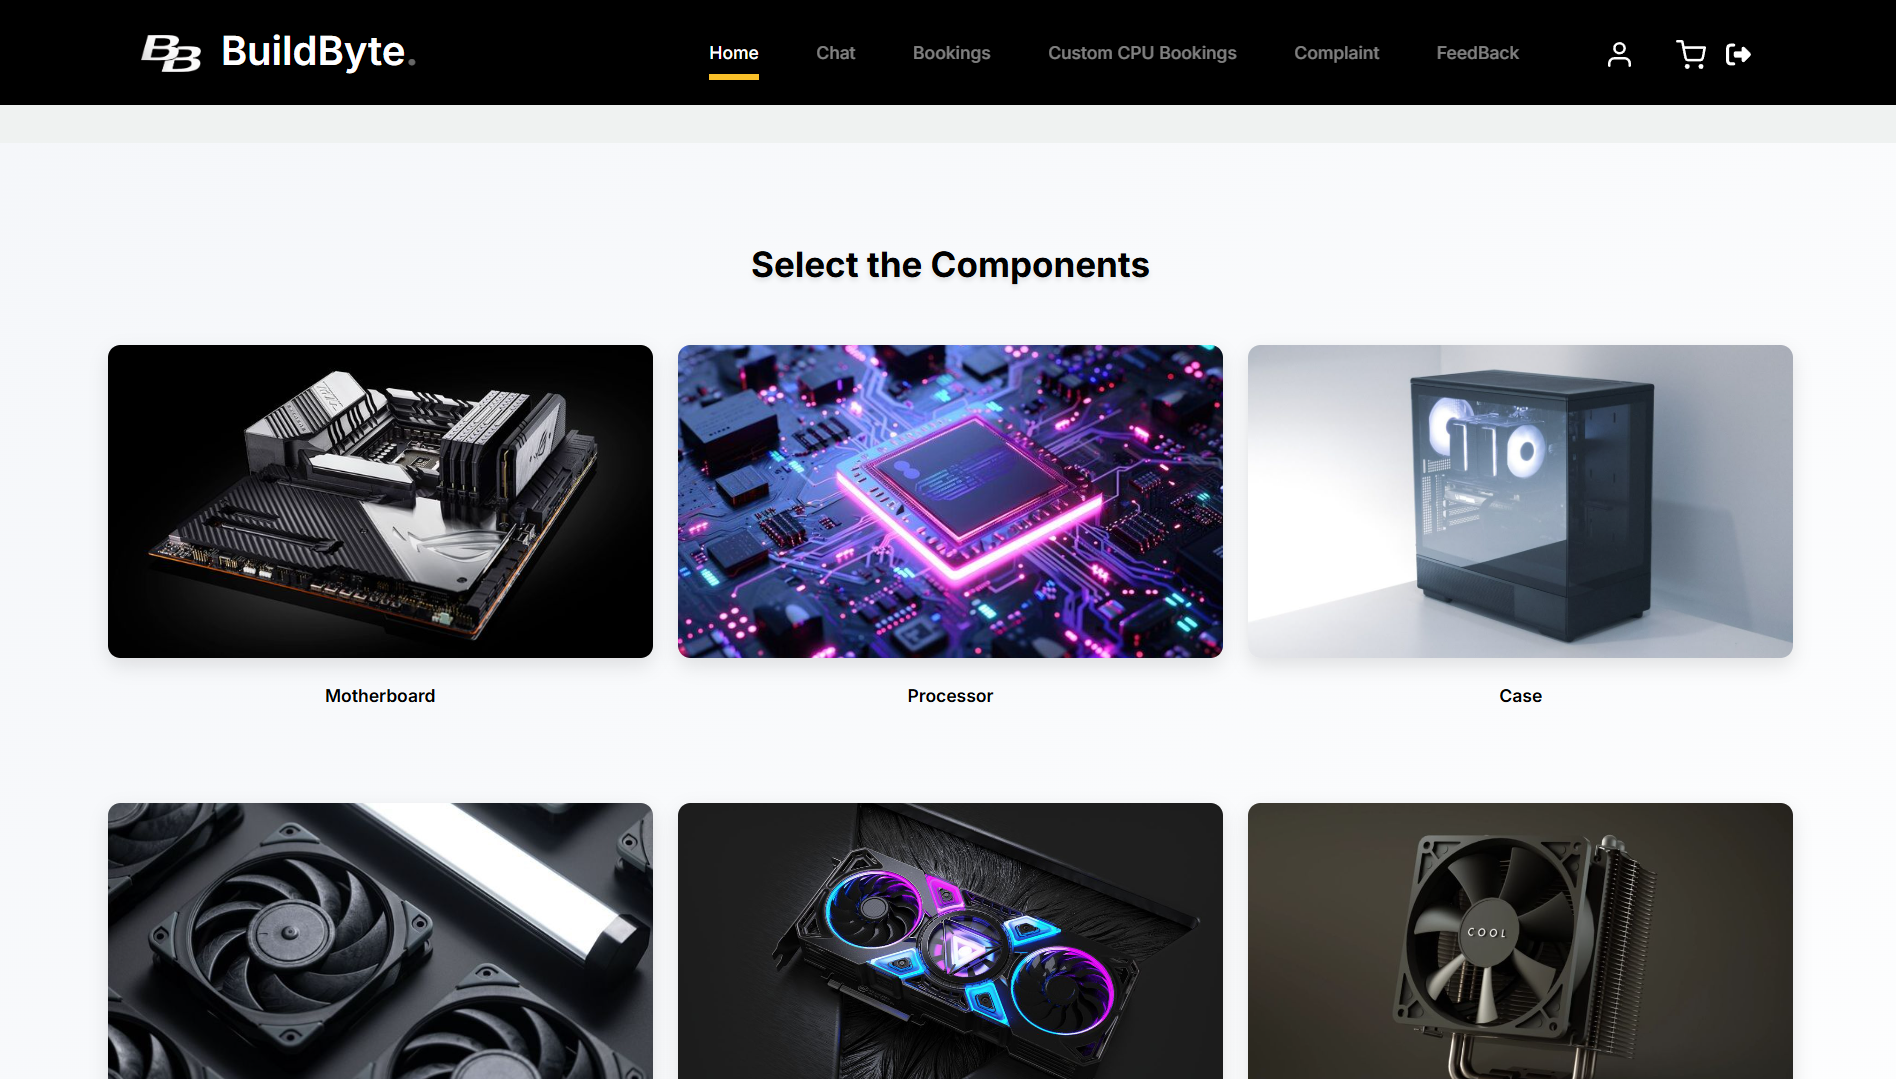 BB BuildByte.
Home Chat Bookings Custom CPU Bookings Complaint FeedBack
Select the Components
Motherboard Processor Case
COOL